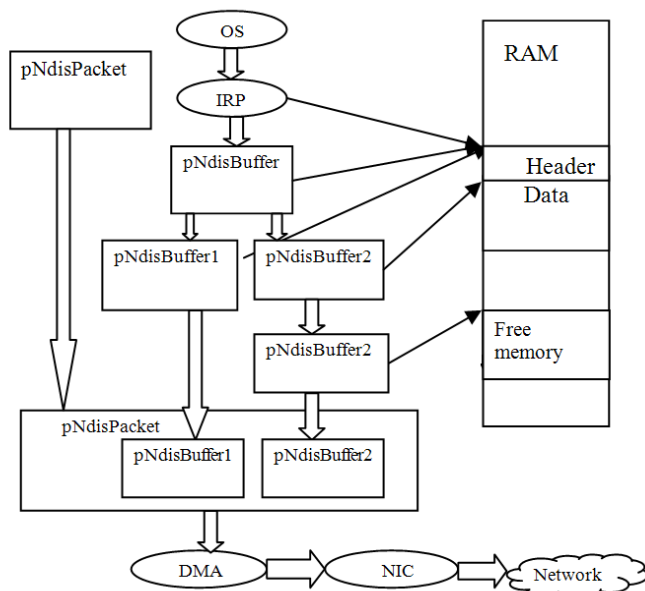 OS
pNdisPacket
RAM
IRP
pNdisBuffer
Header
Data
pNdisBuffer1
pNdisBuffer2
Free
memory
pNdisBuffer2
pNdisPacket
pNdisBuffer1
pNdisBuffer2
DMA
NIC
Network